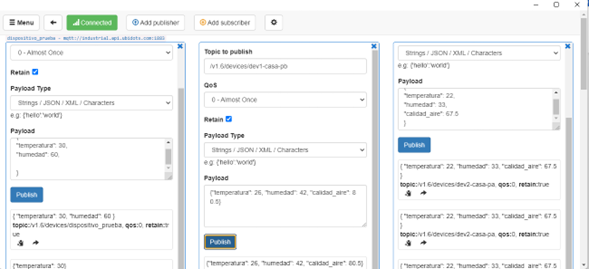 Menu
Connected
Add publisher
Add subscriber
dispositivo_prueba - mqtt://industrial.api.ubidots.com:1883
0 - Almost Once
Retain
Payload Type
Strings / JSON / XML / Characters
e.g: {'hello':'world'}
Payload
"temperatura": 30,
"humedad": 60,
}
Publish
{ "temperatura": 30, "humedad": 60 }
topic:/v1.6/devices/dispositivo_prueba, qos:0, retain:tr
ue
{ "temperatura": 30}
Topic to publish
/v1.6/devices/dev1-casa-pb
QoS
0 - Almost Once
Retain
Payload Type
Strings / JSON / XML / Characters
e.g: {'hello':'world'}
Payload
{"temperatura": 26, "humedad": 42, "calidad_aire": 8
0.5}
Publish
{"temperatura": 26, "humedad": 42, "calidad_aire": 80.5}
Strings / JSON / XML / Characters
e.g: {'hello':'world'}
Payload
"temperatura": 22,
"humedad": 33,
"calidad_aire": 67.5
}
Publish
{ "temperatura": 22, "humedad": 33, "calidad_aire": 67.5
}
topic:/v1.6/devices/dev2-casa-pa, qos:0, retain:true
{ "temperatura": 22, "humedad": 33, "calidad_aire": 67.5
}
topic:/v1.6/devices/dev2-casa-pa, qos:0, retain:true
{ "temperatura": 22, "humedad": 33, "calidad_aire": 67.5